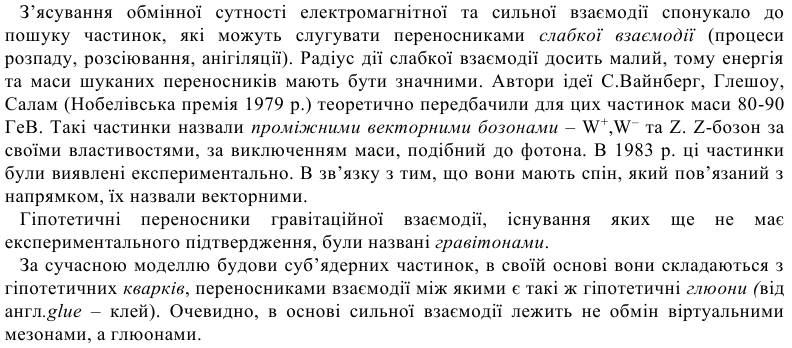 З’ясування обмінної сутності електромагнітної та сильної взаємодії спонукало до
пошуку частинок, які можуть слугувати переносниками слабкої взаємодії (процеси
розпаду, розсіювання, анігіляції). Радіус дії слабкої взаємодії досить малий, тому енергія
та маси шуканих переносників мають бути значними. Автори ідеї С.Вайнберг, Глешоу,
Салам (Нобелівська премія 1979 р.) теоретично передбачили для цих частинок маси 80-90
ГеВ. Такі частинки назвали проміжними векторними бозонами – W⁺,W⁻ та Z. Z-бозон за
своїми властивостями, за виключенням маси, подібний до фотона. В 1983 р. ці частинки
були виявлені експериментально. В зв’язку з тим, що вони мають спін, який пов’язаний з
напрямком, їх назвали векторними.
Гіпотетичні переносники гравітаційної взаємодії, існування яких ще не має
експериментального підтвердження, були названі гравітонами.
За сучасною моделлю будови суб’ядерних частинок, в своїй основі вони складаються з
гіпотетичних кварків, переносниками взаємодії між якими є такі ж гіпотетичні глюони (від
англ.glue – клей). Очевидно, в основі сильної взаємодії лежить не обмін віртуальними
мезонами, а глюонами.